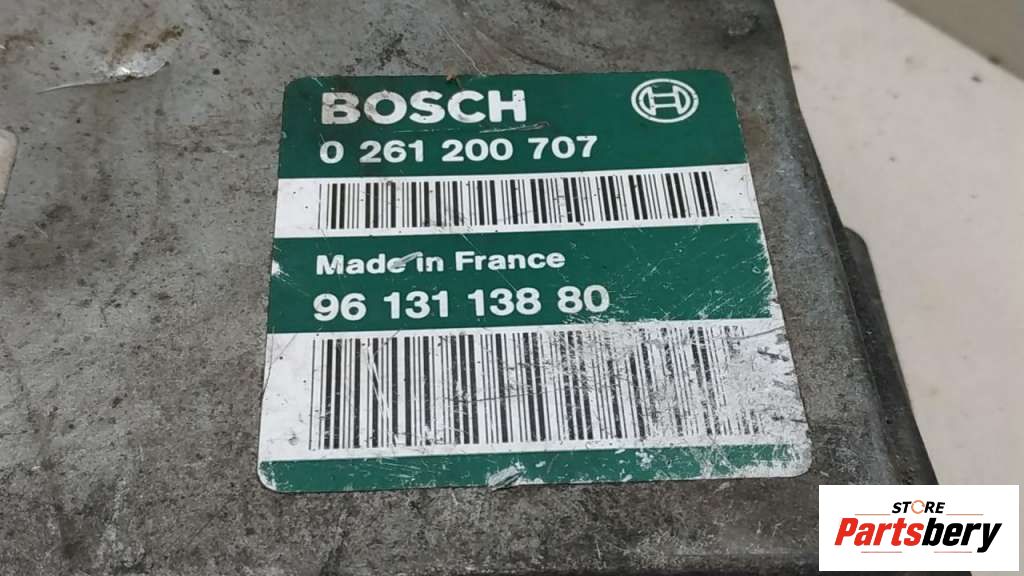 BOSCH
0 261 200 707
Made in France
96 131 138 80
STORE
Partsbery